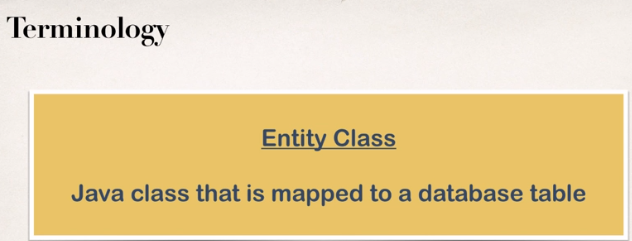 Terminology
Entity Class
Java class that is mapped to a database table